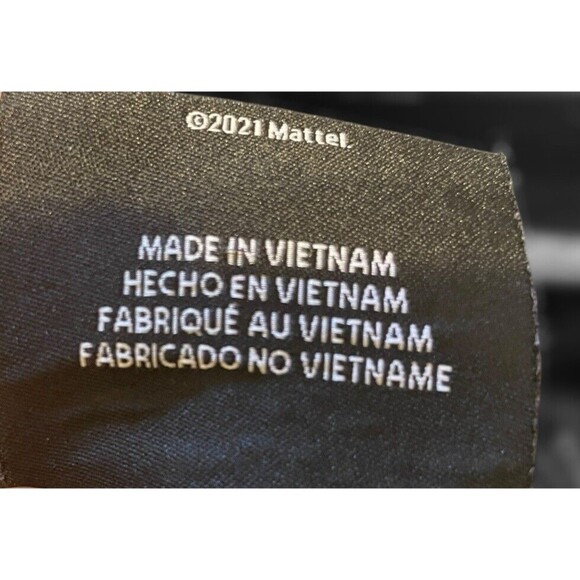 ©2021 Mattel.
MADE IN VIETNAM
HECHO EN VIETNAM
FABRIQUÉ AU VIETNAM
FABRICADO NO VIETNAME